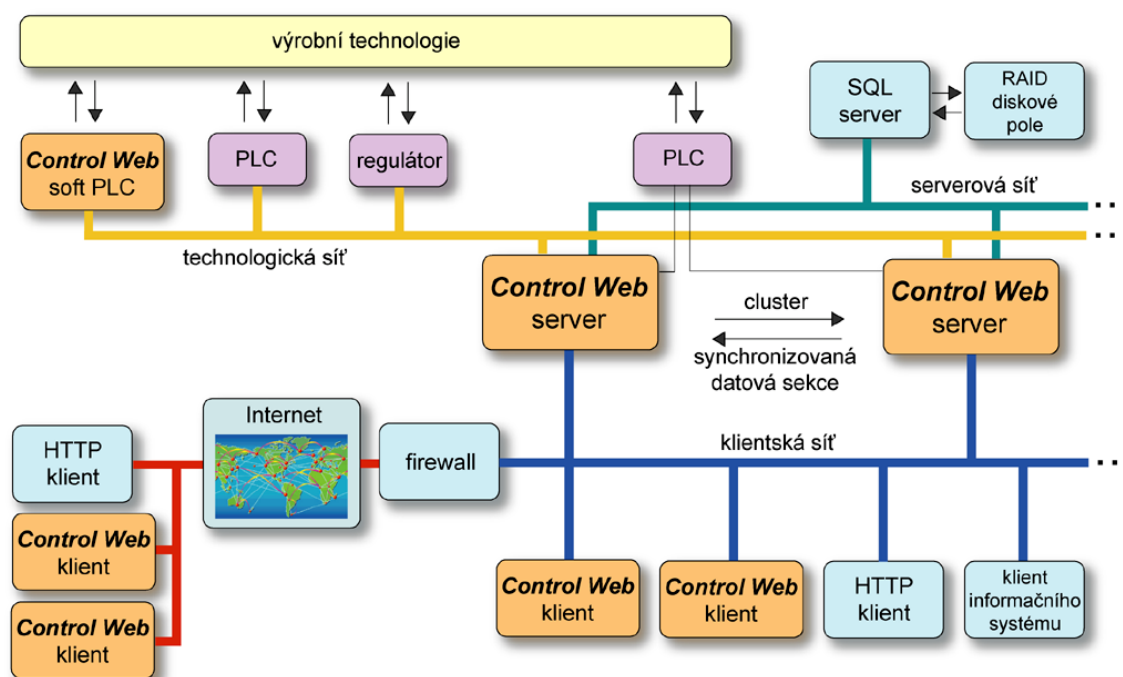 výrobní technologie
SQL
server
RAID
diskové
pole
Control Web
soft PLC
PLC
regulátor
PLC
serverová síť
technologická síť
Control Web
server
cluster
synchronizovaná
datová sekce
Control Web
server
Internet
HTTP
klient
firewall
klientská síť
Control Web
klient
Control Web
klient
Control Web
klient
Control Web
klient
HTTP
klient
klient
informačního
systému